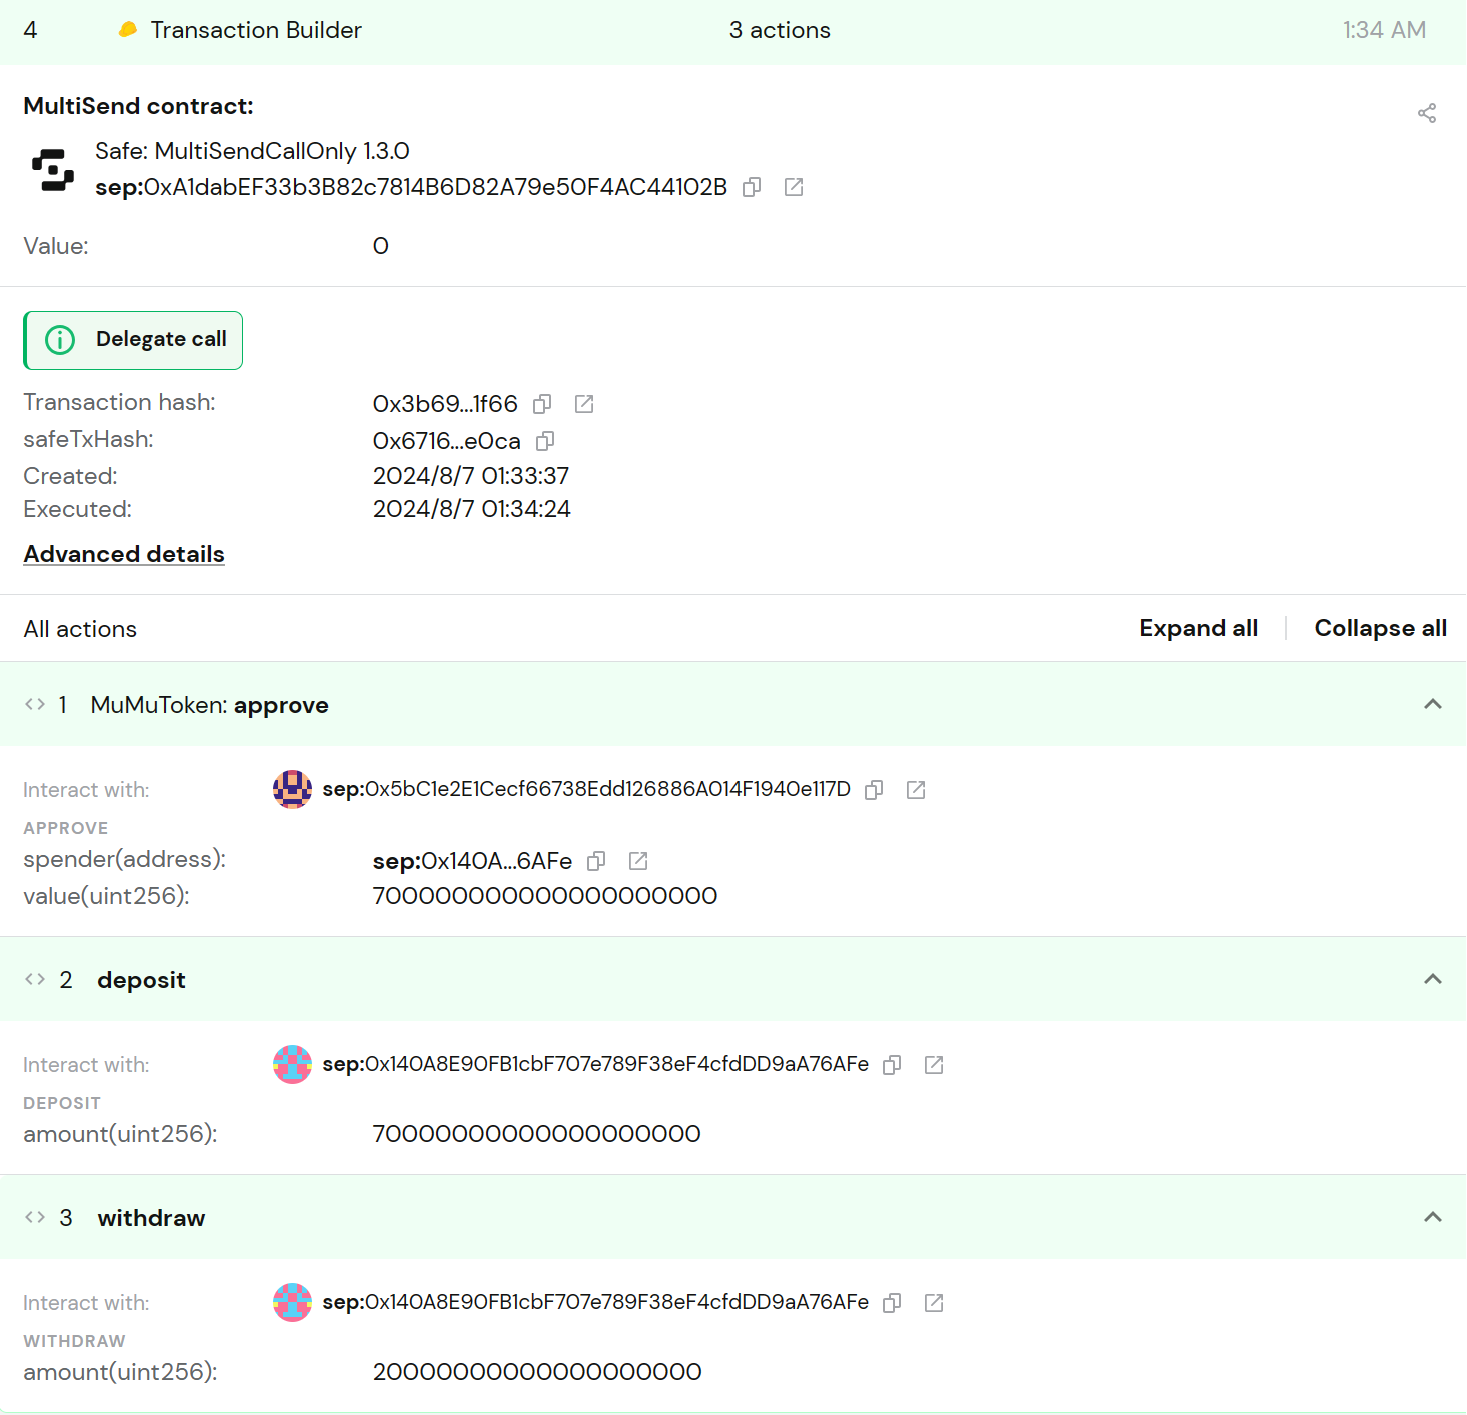 4 Transaction Builder 3 actions 1:34 AM
MultiSend contract:
Safe: MultiSendCallOnly 1.3.0
sep:0xA1dabEF33b3B82c7814B6D82A79e50F4AC44102B
Value: 0
Delegate call
Transaction hash: 0x3b69...1f66
safeTxHash: 0x6716...e0ca
Created: 2024/8/7 01:33:37
Executed: 2024/8/7 01:34:24
Advanced details
All actions Expand all Collapse all
<> 1 MuMuToken: approve
Interact with: sep:0x5bC1e2E1Cecf66738Edd126886A014F1940e117D
APPROVE
spender(address): sep:0x140A...6AFe
value(uint256): 700000000000000000000
<> 2 deposit
Interact with: sep:0x140A8E90FB1cbF707e789F38eF4cfdDD9aA76AFe
DEPOSIT
amount(uint256): 70000000000000000000
<> 3 withdraw
Interact with: sep:0x140A8E90FB1cbF707e789F38eF4cfdDD9aA76AFe
WITHDRAW
amount(uint256): 20000000000000000000